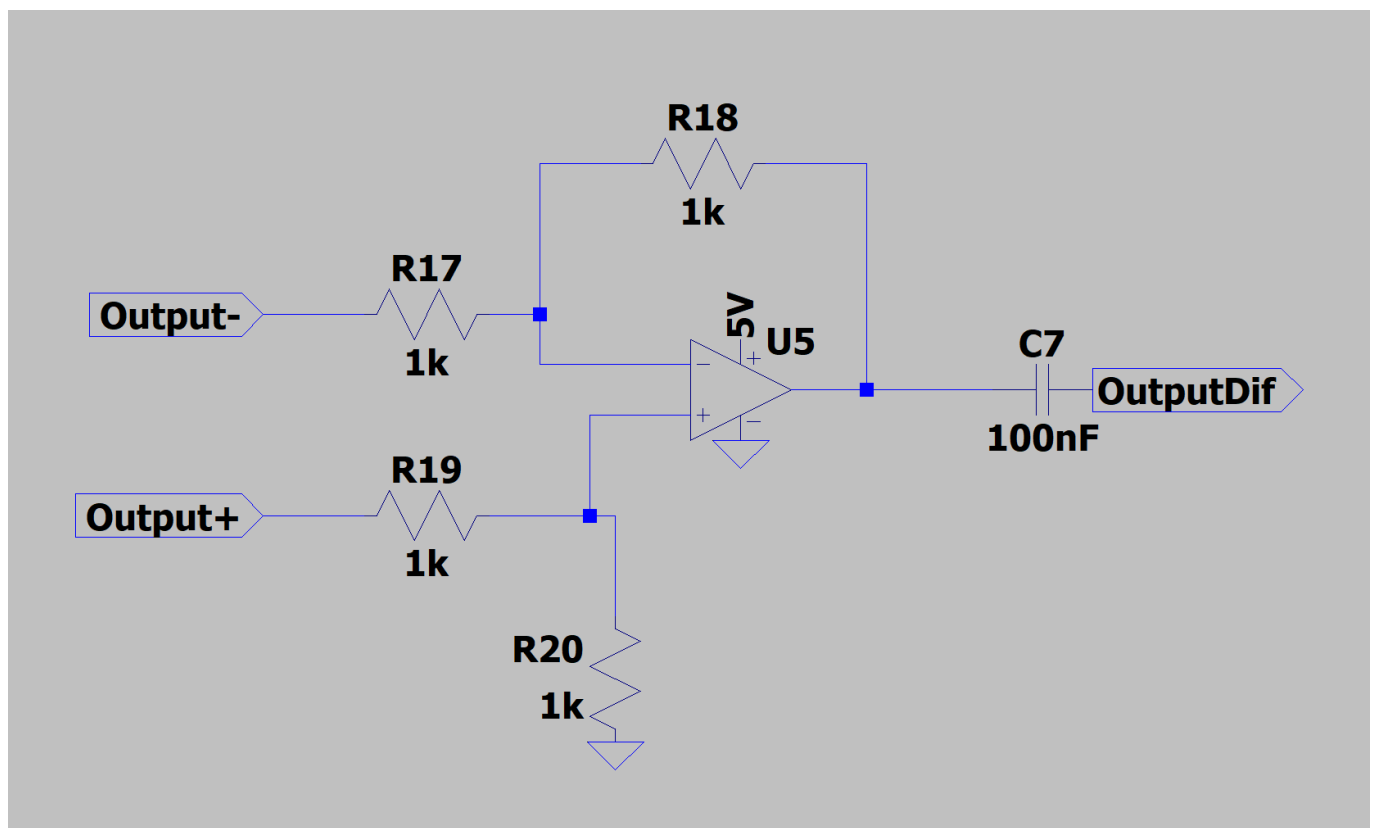 R18
1k
R17
Output-
1k
5V
U5
C7
OutputDif
100nF
R19
Output+
1k
R20
1k